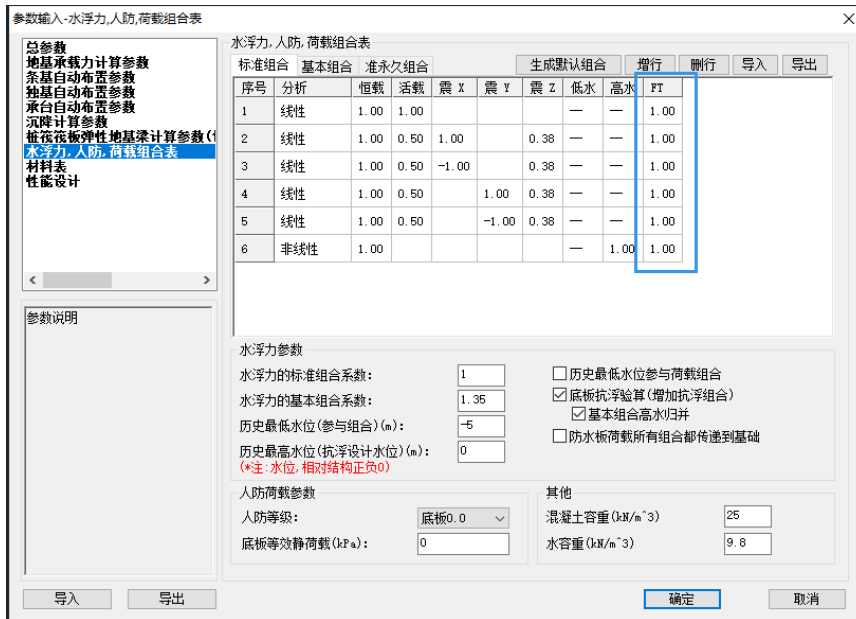 参数输入-水浮力,人防,荷载组合表
总参数
地基承载力计算参数
条基自动布置参数
独基自动布置参数
承台自动布置参数
沉降计算参数
桩筏筏板弹性地基梁计算参数(
水浮力,人防,荷载组合表
材料表
性能设计
参数说明
导入 导出
水浮力,人防,荷载组合表
标准组合 基本组合 准永久组合 生成默认组合 增行 删行 导入 导出
序号 分析 恒载 活载 震 X 震 Y 震 Z 低水 高水 FT
1 线性 1.00 1.00 — — 1.00
2 线性 1.00 0.50 1.00 0.38 — — 1.00
3 线性 1.00 0.50 -1.00 0.38 — — 1.00
4 线性 1.00 0.50 1.00 0.38 — — 1.00
5 线性 1.00 0.50 -1.00 0.38 — — 1.00
6 非线性 1.00 — 1.00 1.00
水浮力参数
水浮力的标准组合系数: 1
水浮力的基本组合系数: 1.35
历史最低水位(参与组合)(m): -5
历史最高水位(抗浮设计水位)(m): 0
(*注:水位,相对结构正负0)
历史最低水位参与荷载组合
底板抗浮验算(增加抗浮组合)
基本组合高水归并
防水板荷载所有组合都传递到基础
人防荷载参数
人防等级: 底板0.0
底板等效静荷载(kPa): 0
其他
混凝土容重(kN/m^3) 25
水容重(kN/m^3) 9.8
确定 取消